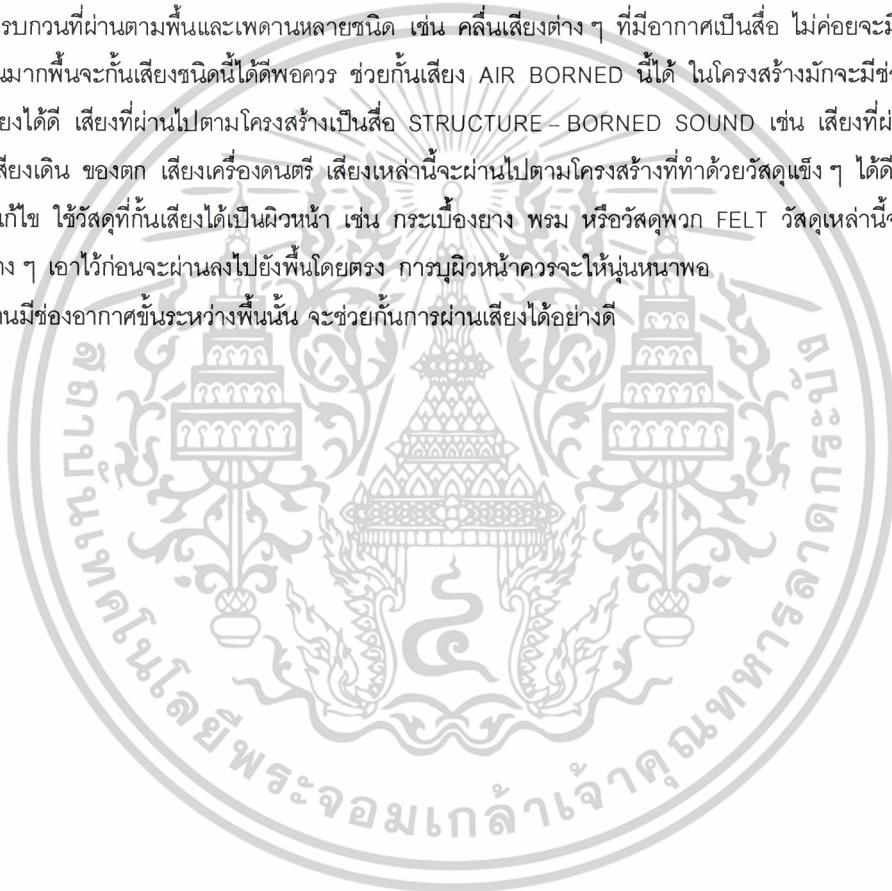 รบกวนที่ผ่านตามพื้นและเพดานหลายชนิด เช่น คลื่นเสียงต่าง ๆ ที่มีอากาศเป็นสื่อ ไม่ค่อยจะมี
นมากพื้นจะกั้นเสียงชนิดนี้ได้ดีพอควร ช่วยกั้นเสียง AIR BORNED นี้ได้ ในโครงสร้างมักจะมีช่
ยงได้ดี เสียงที่ผ่านไปตามโครงสร้างเป็นสื่อ STRUCTURE – BORNED SOUND เช่น เสียงที่ผ่
สียงเดิน ของตก เสียงเครื่องดนตรี เสียงเหล่านี้จะผ่านไปตามโครงสร้างที่ทำด้วยวัสดุแข็ง ๆ ได้ดี
แก้ไข ใช้วัสดุที่กั้นเสียงได้เป็นผิวหน้า เช่น กระเบื้องยาง พรม หรือวัสดุพวก FELT วัสดุเหล่านี้จ
าง ๆ เอาไว้ก่อนจะผ่านลงไปยังพื้นโดยตรง การบุผิวหน้าควรจะให้นุ่นหนาพอ
านมีช่องอากาศขั้นระหว่างพื้นนั้น จะช่วยกั้นการผ่านเสียงได้อย่างดี
สถาบันเทคโนโลยีพระจอมเกล้าเจ้าคุณทหารลาดกระบัง
๔